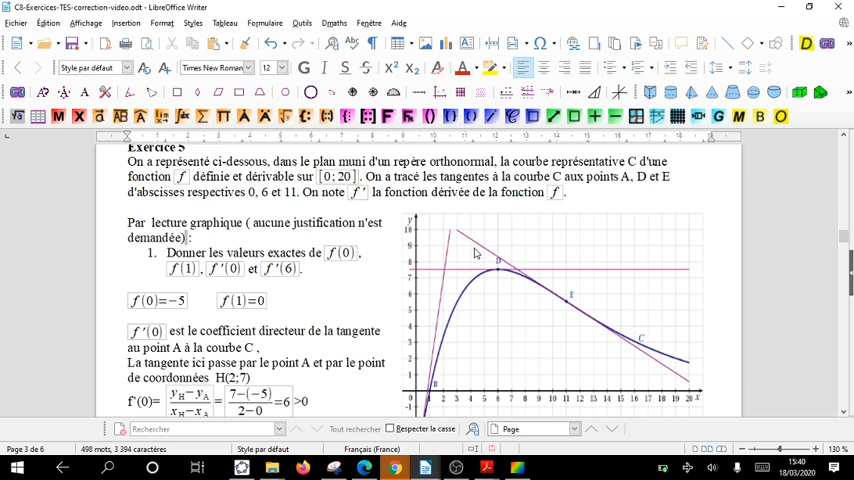 C8-Exercices-TES-correction-video.odt - LibreOffice Writer
Fichier Édition Affichage Insertion Format Styles Tableau Formulaire Outils Dmaths Fenêtre Aide
Style par défaut Times New Roman 12
Exercice 5
On a représenté ci-dessous, dans le plan muni d'un repère orthonormal, la courbe représentative C d'une
fonction f définie et dérivable sur [0;20]. On a tracé les tangentes à la courbe C aux points A, D et E
d'abscisses respectives 0, 6 et 11. On note f' la fonction dérivée de la fonction f.
Par lecture graphique ( aucune justification n'est
demandée) :
1. Donner les valeurs exactes de f(0),
f(1), f'(0) et f'(6).
f(0)=−5 f(1)=0
f'(0) est le coefficient directeur de la tangente
au point A à la courbe C ,
La tangente ici passe par le point A et par le point
de coordonnées H(2;7)
f'(0)= (yH−yA)/(xH−xA) = (7−(−5))/(2−0) =6 >0
y
10
9
8
7
6
5
4
3
2
1
0
-1
1 2 3 4 5 6 7 8 9 10 11 12 13 14 15 16 17 18 19 20 x
B
D
E
C
Rechercher Tout rechercher Respecter la casse Page
Page 3 de 6 498 mots, 3 394 caractères Style par défaut Français (France) 130 %
15:40
18/03/2020